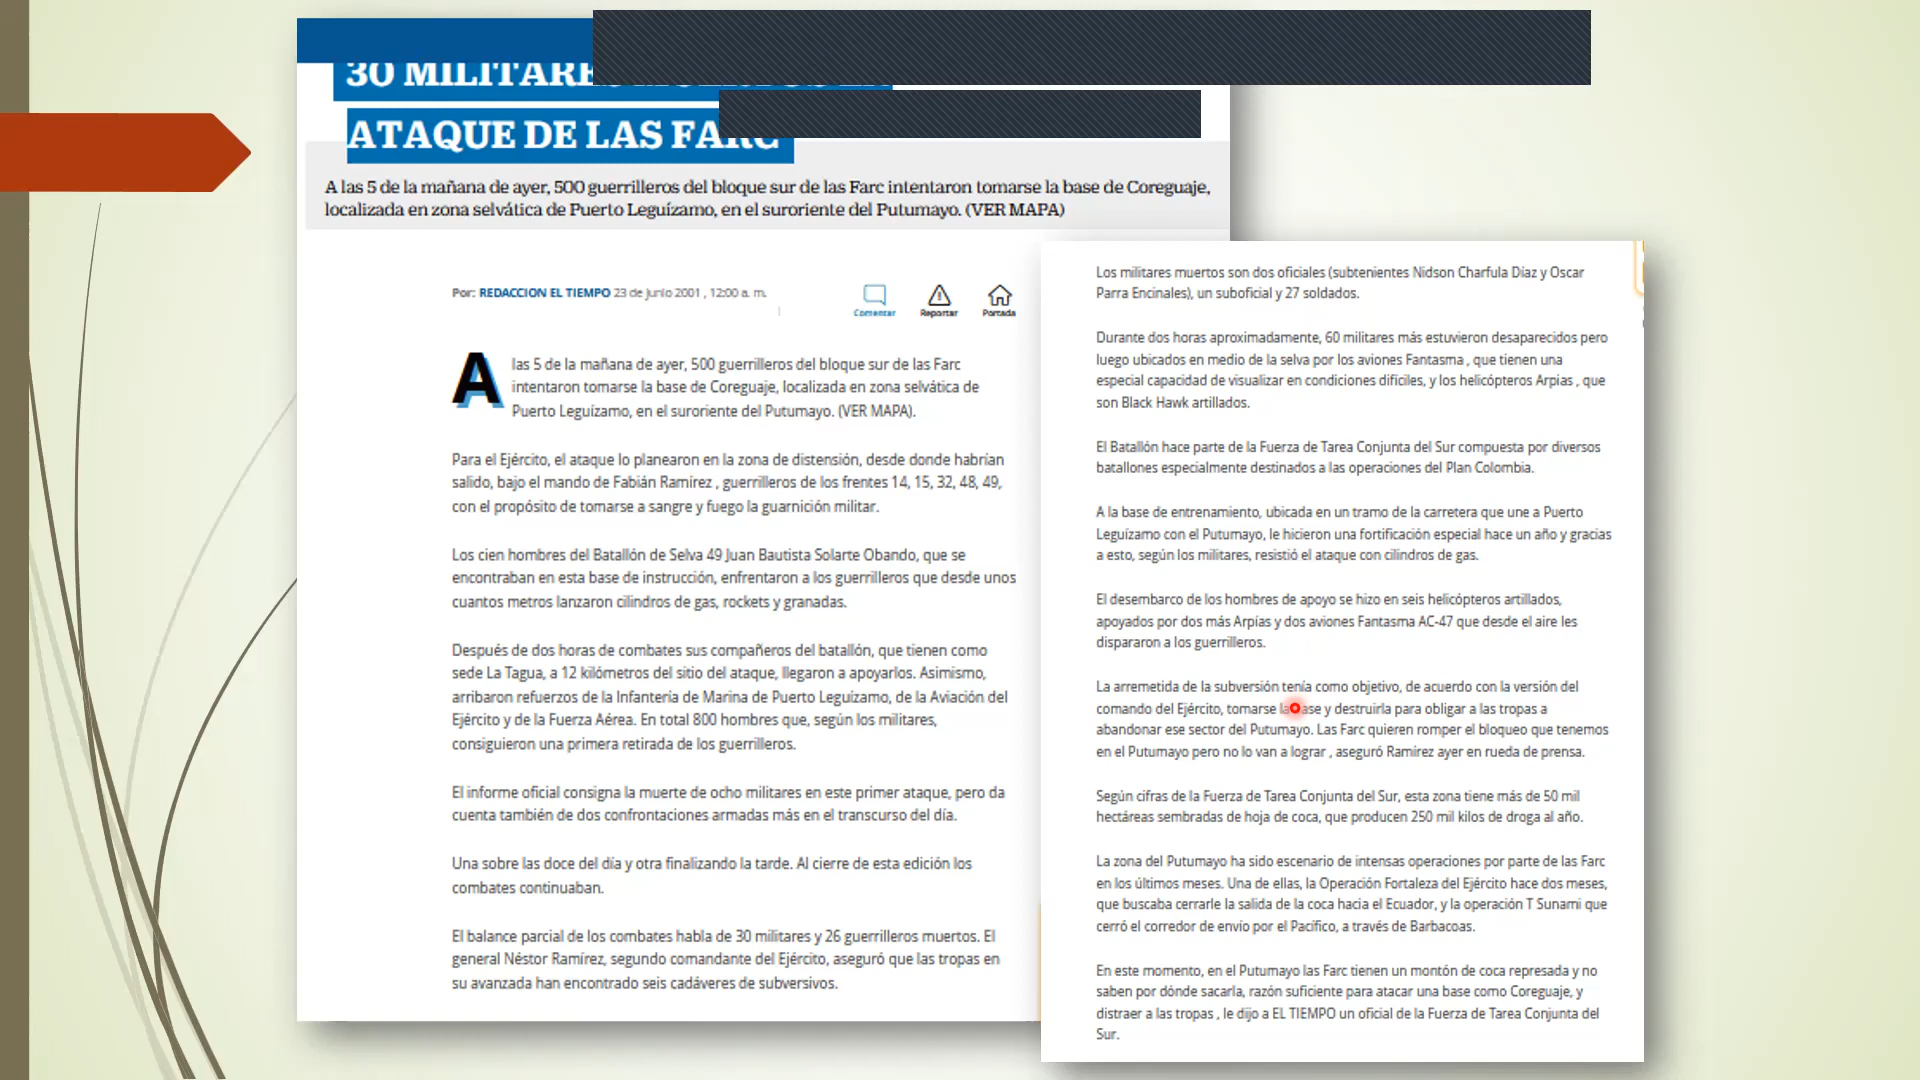 30 MILITARE
ATAQUE DE LAS FARC
A las 5 de la mañana de ayer, 500 guerrilleros del bloque sur de las Farc intentaron tomarse la base de Coreguaje,
localizada en zona selvática de Puerto Leguízamo, en el suroriente del Putumayo. (VER MAPA)
Por: REDACCION EL TIEMPO 23 de junio 2001 , 12:00 a. m.
Comentar Reportar Portada
A las 5 de la mañana de ayer, 500 guerrilleros del bloque sur de las Farc
intentaron tomarse la base de Coreguaje, localizada en zona selvática de
Puerto Leguízamo, en el suroriente del Putumayo. (VER MAPA).
Para el Ejército, el ataque lo planearon en la zona de distensión, desde donde habrían
salido, bajo el mando de Fabián Ramírez , guerrilleros de los frentes 14, 15, 32, 48, 49,
con el propósito de tomarse a sangre y fuego la guarnición militar.
Los cien hombres del Batallón de Selva 49 Juan Bautista Solarte Obando, que se
encontraban en esta base de instrucción, enfrentaron a los guerrilleros que desde unos
cuantos metros lanzaron cilindros de gas, rockets y granadas.
Después de dos horas de combates sus compañeros del batallón, que tienen como
sede La Tagua, a 12 kilómetros del sitio del ataque, llegaron a apoyarlos. Asimismo,
arribaron refuerzos de la Infantería de Marina de Puerto Leguízamo, de la Aviación del
Ejército y de la Fuerza Aérea. En total 800 hombres que, según los militares,
consiguieron una primera retirada de los guerrilleros.
El informe oficial consigna la muerte de ocho militares en este primer ataque, pero da
cuenta también de dos confrontaciones armadas más en el transcurso del día.
Una sobre las doce del día y otra finalizando la tarde. Al cierre de esta edición los
combates continuaban.
El balance parcial de los combates habla de 30 militares y 26 guerrilleros muertos. El
general Néstor Ramírez, segundo comandante del Ejército, aseguró que las tropas en
su avanzada han encontrado seis cadáveres de subversivos.
Los militares muertos son dos oficiales (subtenientes Nidson Charfula Díaz y Oscar
Parra Encinales), un suboficial y 27 soldados.
Durante dos horas aproximadamente, 60 militares más estuvieron desaparecidos pero
luego ubicados en medio de la selva por los aviones Fantasma , que tienen una
especial capacidad de visualizar en condiciones difíciles, y los helicópteros Arpías , que
son Black Hawk artillados.
El Batallón hace parte de la Fuerza de Tarea Conjunta del Sur compuesta por diversos
batallones especialmente destinados a las operaciones del Plan Colombia.
A la base de entrenamiento, ubicada en un tramo de la carretera que une a Puerto
Leguízamo con el Putumayo, le hicieron una fortificación especial hace un año y gracias
a esto, según los militares, resistió el ataque con cilindros de gas.
El desembarco de los hombres de apoyo se hizo en seis helicópteros artillados,
apoyados por dos más Arpías y dos aviones Fantasma AC-47 que desde el aire les
dispararon a los guerrilleros.
La arremetida de la subversión tenía como objetivo, de acuerdo con la versión del
comando del Ejército, tomarse la base y destruirla para obligar a las tropas a
abandonar ese sector del Putumayo. Las Farc quieren romper el bloqueo que tenemos
en el Putumayo pero no lo van a lograr , aseguró Ramírez ayer en rueda de prensa.
Según cifras de la Fuerza de Tarea Conjunta del Sur, esta zona tiene más de 50 mil
hectáreas sembradas de hoja de coca, que producen 250 mil kilos de droga al año.
La zona del Putumayo ha sido escenario de intensas operaciones por parte de las Farc
en los últimos meses. Una de ellas, la Operación Fortaleza del Ejército hace dos meses,
que buscaba cerrarle la salida de la coca hacia el Ecuador, y la operación T Sunami que
cerró el corredor de envío por el Pacífico, a través de Barbacoas.
En este momento, en el Putumayo las Farc tienen un montón de coca represada y no
saben por dónde sacarla, razón suficiente para atacar una base como Coreguaje, y
distraer a las tropas , le dijo a EL TIEMPO un oficial de la Fuerza de Tarea Conjunta del
Sur.